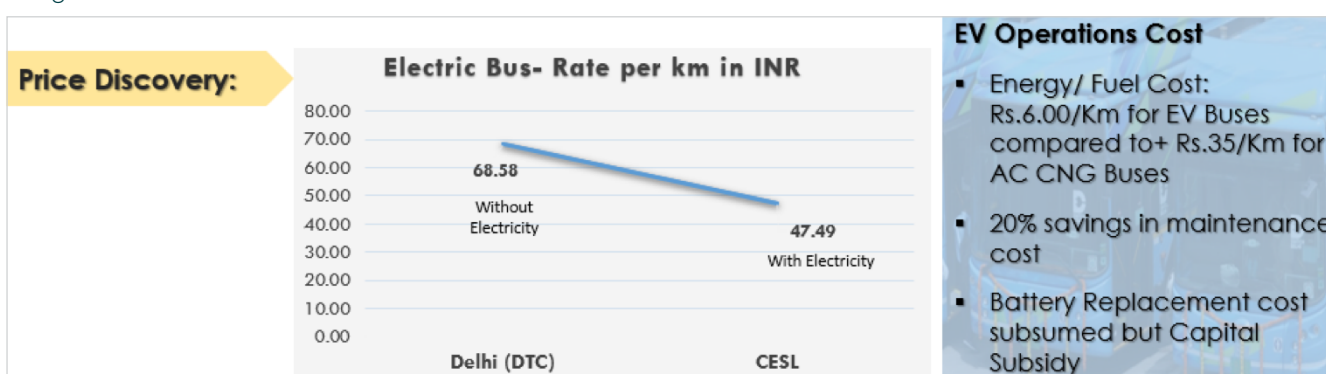 Price Discovery:
Electric Bus- Rate per km in INR
80.00
70.00
60.00
50.00
40.00
30.00
20.00
10.00
0.00
68.58
Without
Electricity
47.49
With Electricity
Delhi (DTC)
CESL
EV Operations Cost
▪ Energy/ Fuel Cost:
Rs.6.00/Km for EV Buses
compared to+ Rs.35/Km for
AC CNG Buses
▪ 20% savings in maintenance
cost
▪ Battery Replacement cost
subsumed but Capital
Subsidy